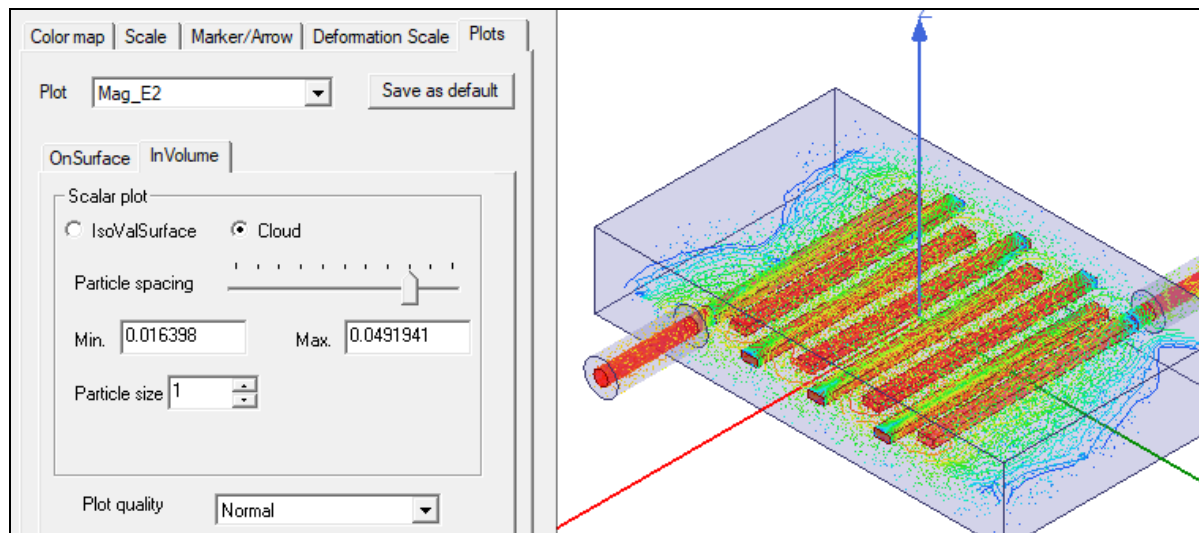 Color map Scale Marker/Arrow Deformation Scale Plots
Plot Mag_E2 Save as default
OnSurface InVolume
Scalar plot
IsoValSurface Cloud
Particle spacing
Min. 0.016398 Max. 0.0491941
Particle size 1
Plot quality Normal